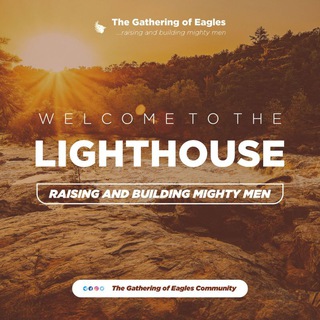 The Gathering of Eagles
...raising and building mighty men
WELCOME TO THE
LIGHTHOUSE
RAISING AND BUILDING MIGHTY MEN
The Gathering of Eagles Community